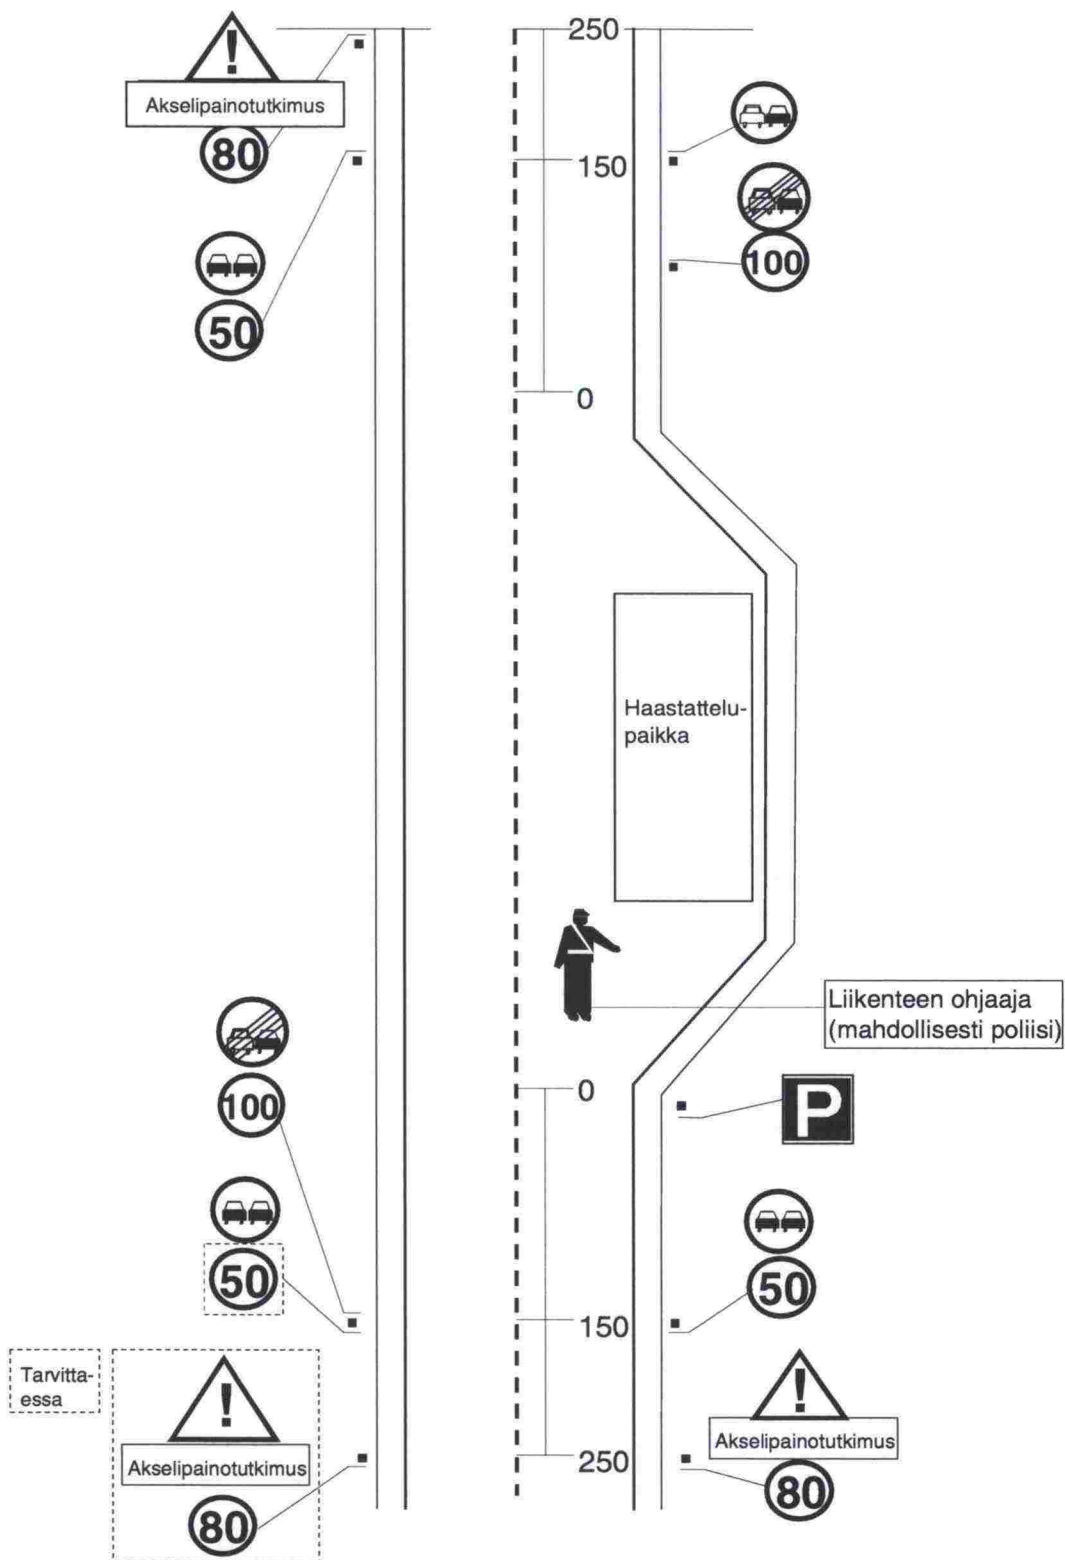 250
!
Akselipainotutkimus
80
150
50
100
0
Haastattelu-
paikka
Liikenteen ohjaaja
(mahdollisesti poliisi)
0
100
P
50
50
150
Tarvitta-
essa
!
Akselipainotutkimus
80
250
!
Akselipainotutkimus
80